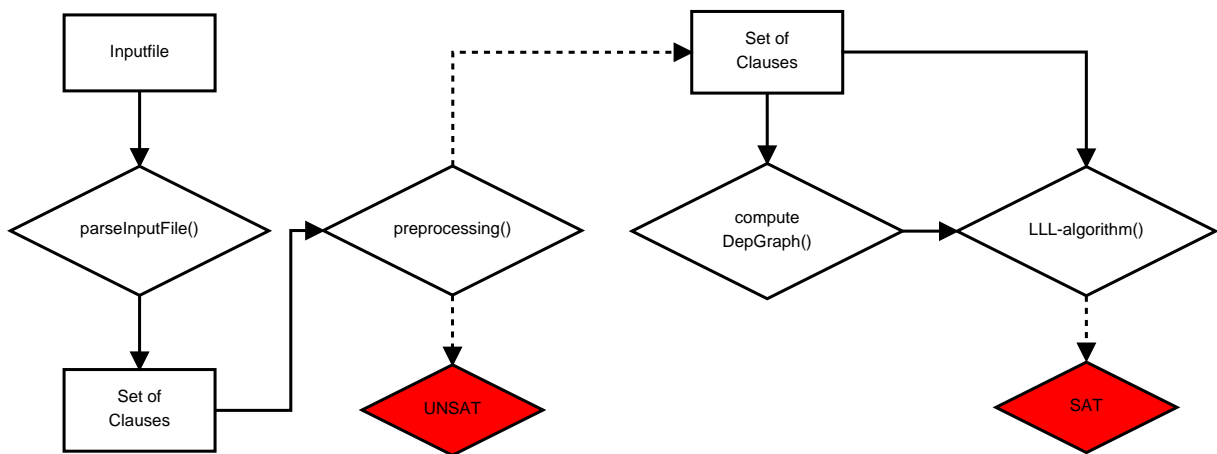 Inputfile
parseInputFile()
Set of
Clauses
preprocessing()
UNSAT
Set of
Clauses
compute
DepGraph()
LLL-algorithm()
SAT